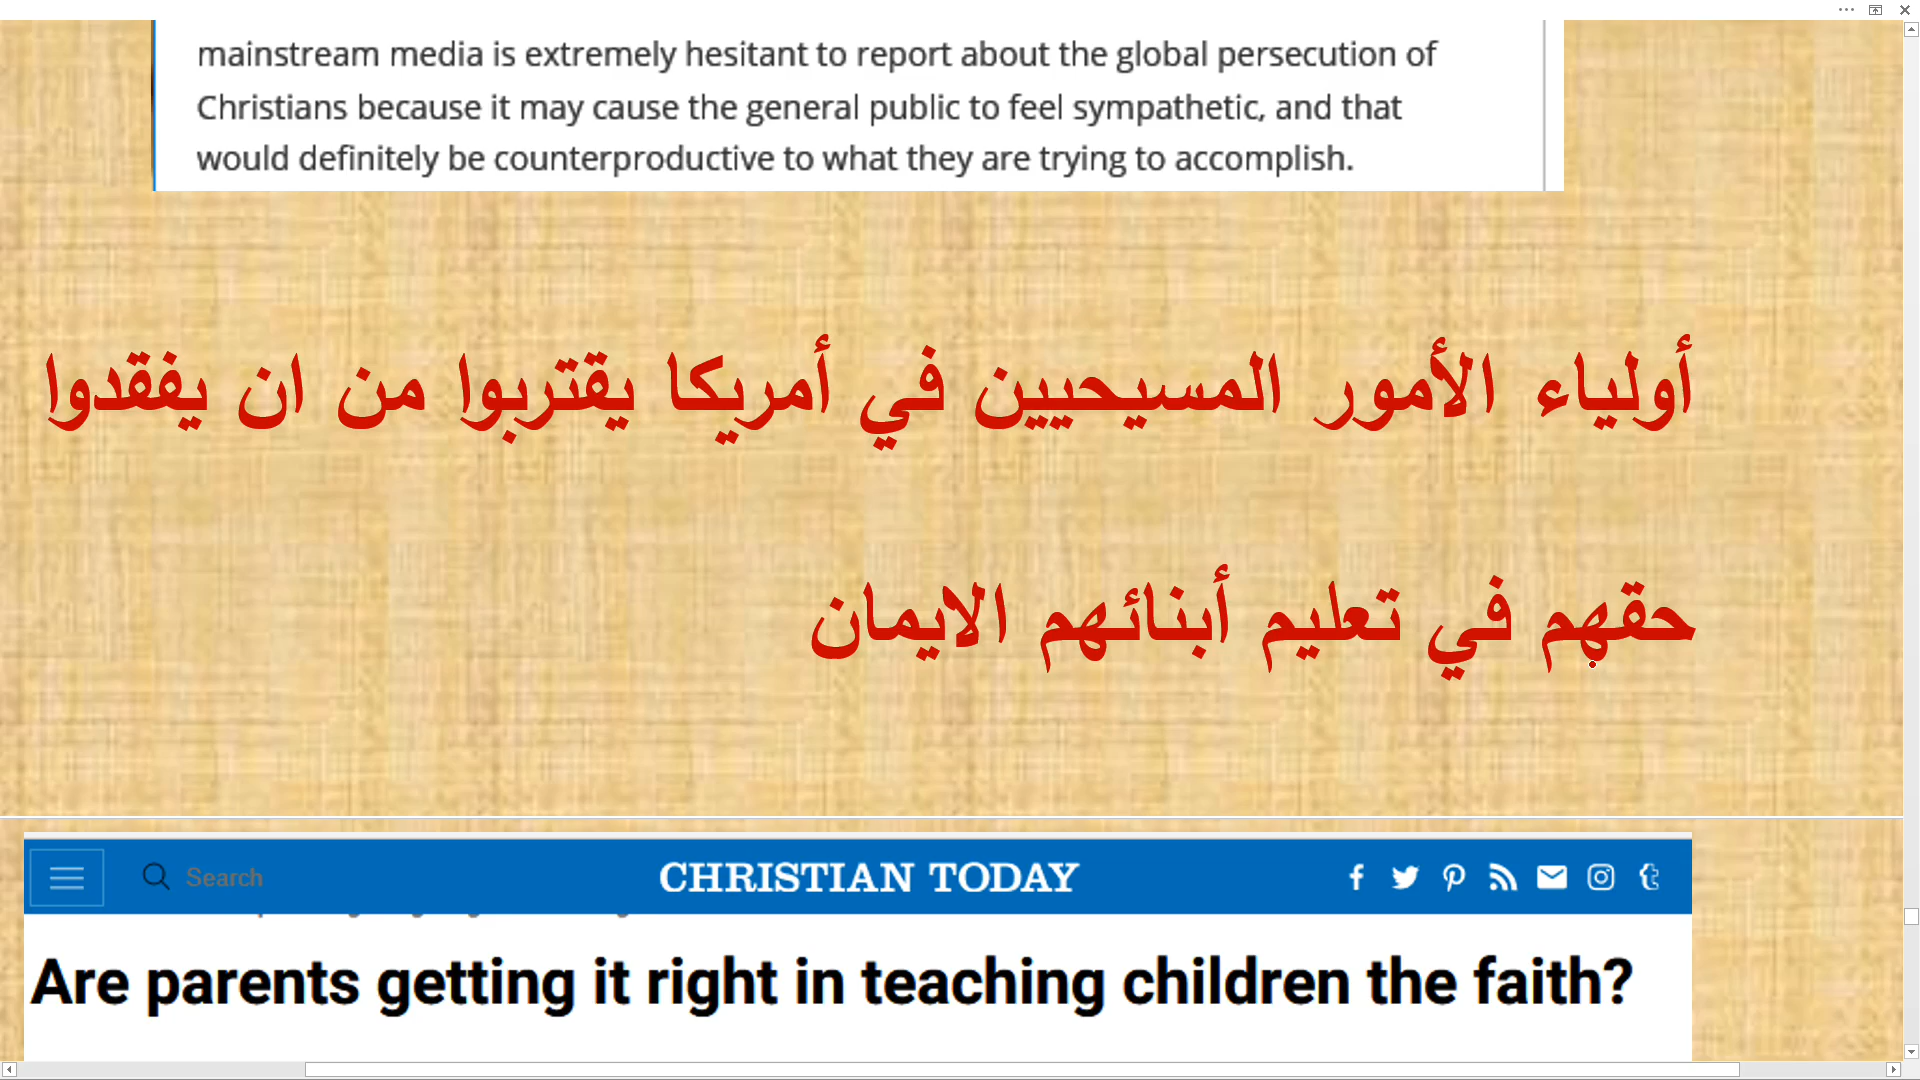 mainstream media is extremely hesitant to report about the global persecution of
Christians because it may cause the general public to feel sympathetic, and that
would definitely be counterproductive to what they are trying to accomplish.
أولياء الأمور المسيحيين في أمريكا يقتربوا من ان يفقدوا
حقهم في تعليم أبنائهم الايمان
Search CHRISTIAN TODAY
Are parents getting it right in teaching children the faith?